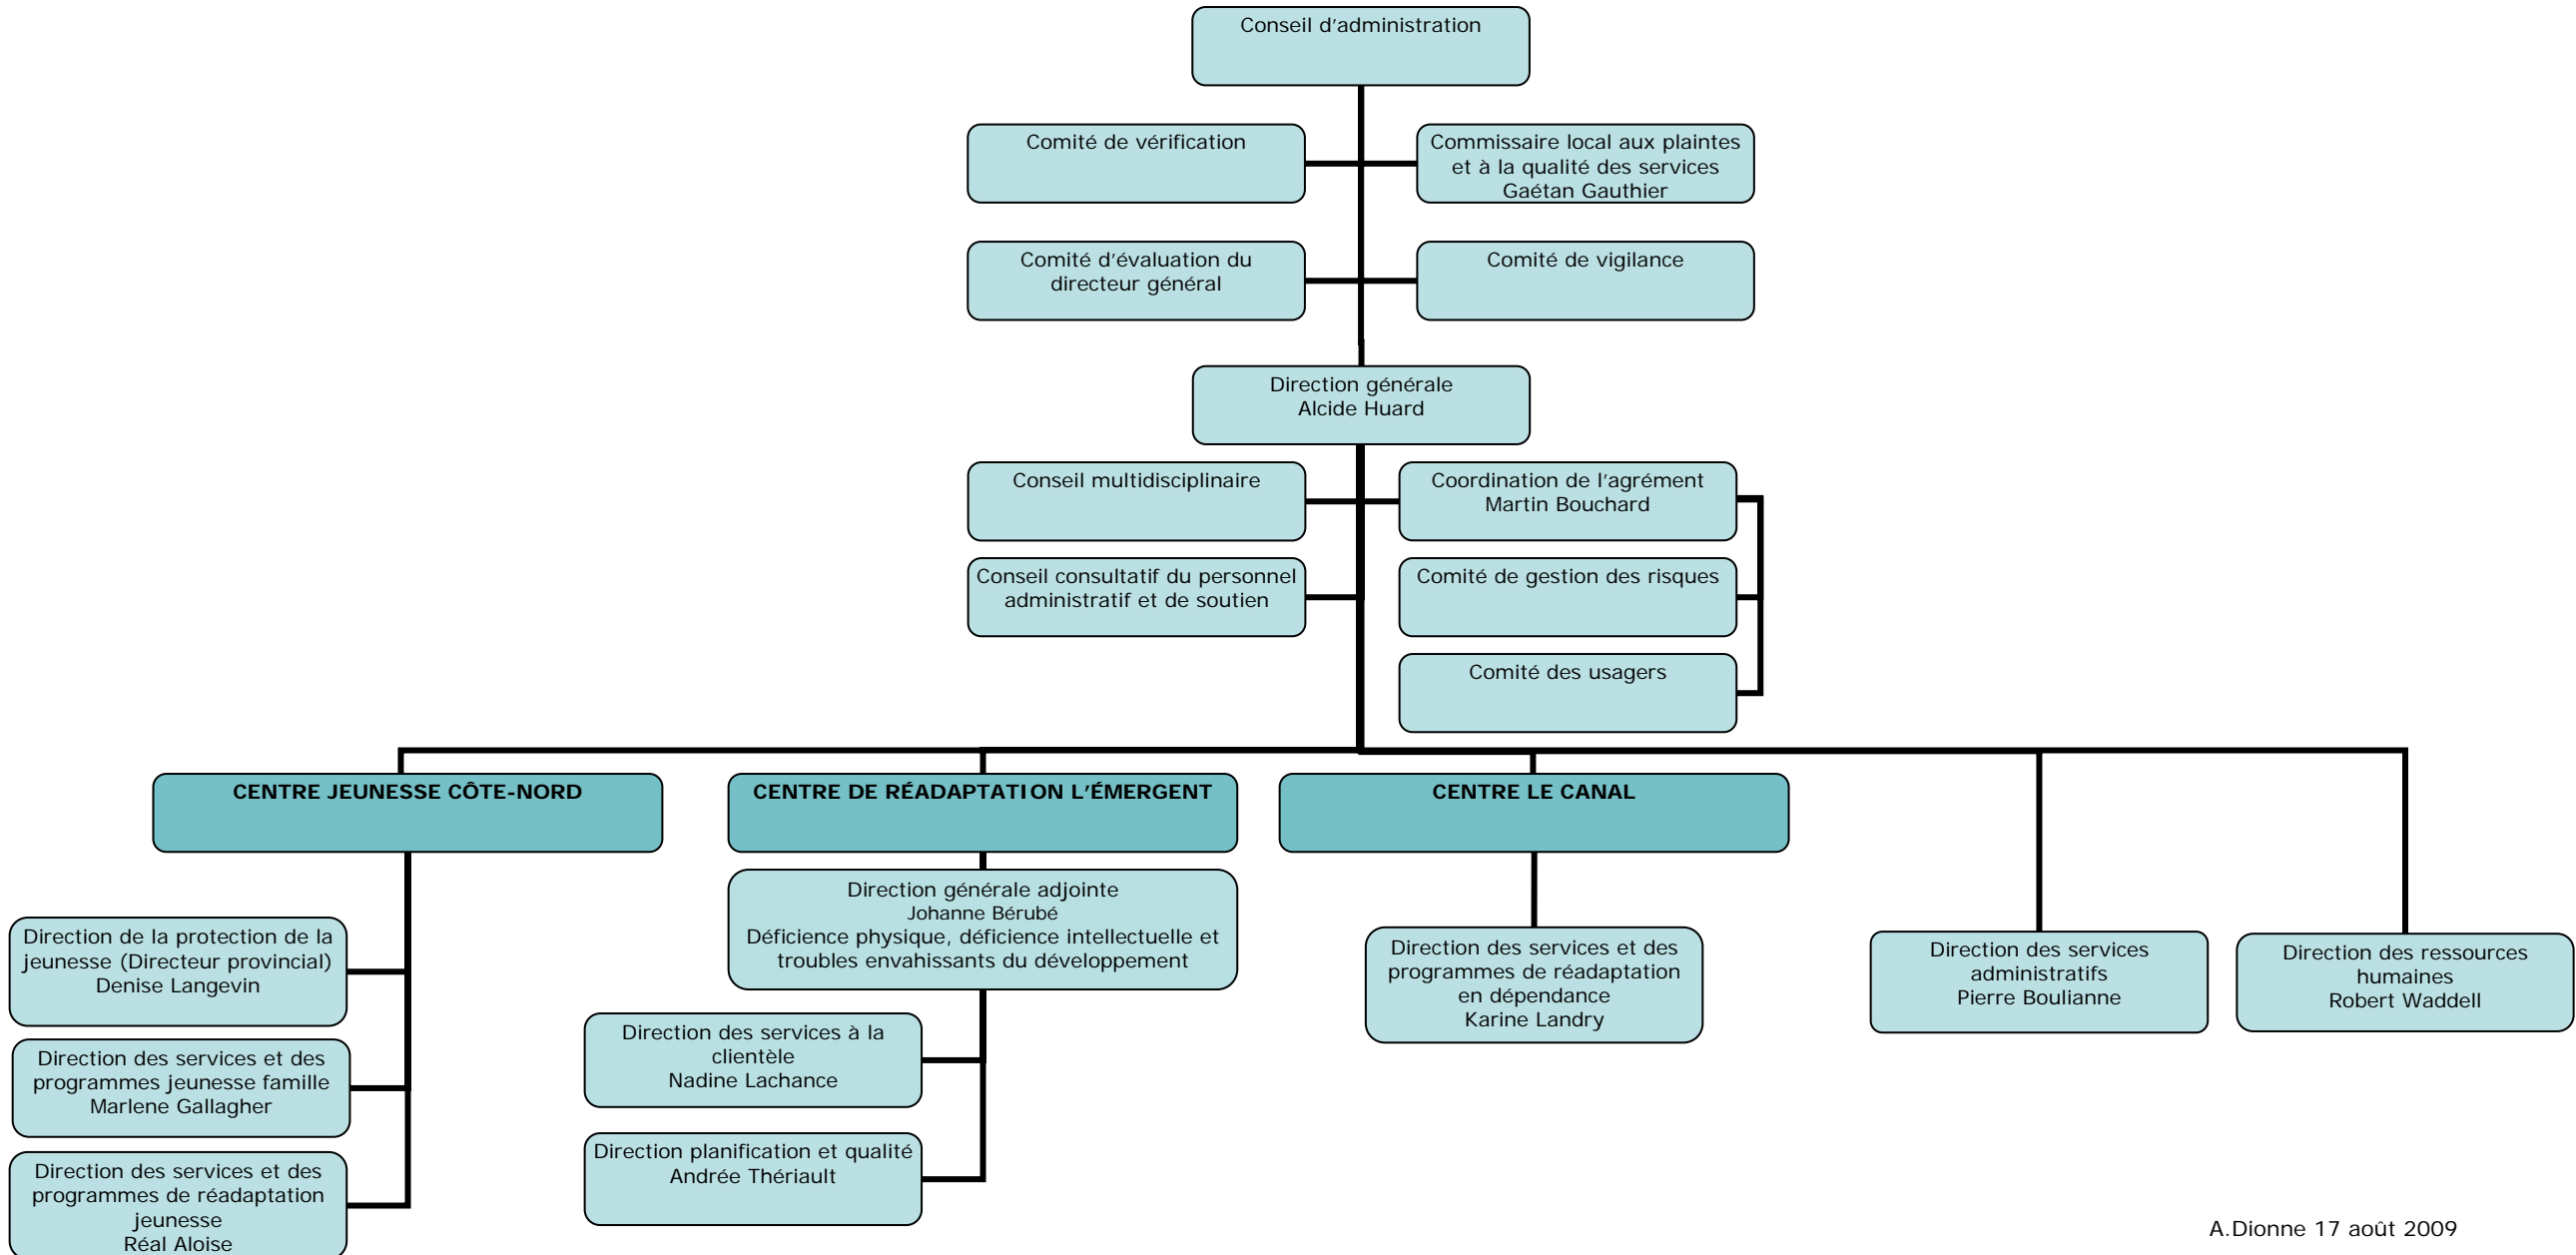 Conseil d'administration
Comité de vérification
Commissaire local aux plaintes
et à la qualité des services
Gaétan Gauthier
Comité d'évaluation du
directeur général
Comité de vigilance
Direction générale
Alcide Huard
Conseil multidisciplinaire
Coordination de l'agrément
Martin Bouchard
Conseil consultatif du personnel
administratif et de soutien
Comité de gestion des risques
Comité des usagers
CENTRE JEUNESSE CÔTE-NORD
CENTRE DE RÉADAPTATION L'ÉMERGENT
CENTRE LE CANAL
Direction de la protection de la
jeunesse (Directeur provincial)
Denise Langevin
Direction des services et des
programmes jeunesse famille
Marlene Gallagher
Direction des services et des
programmes de réadaptation
jeunesse
Réal Aloise
Direction générale adjointe
Johanne Bérubé
Déficience physique, déficience intellectuelle et
troubles envahissants du développement
Direction des services à la
clientèle
Nadine Lachance
Direction planification et qualité
Andrée Thériault
Direction des services et des
programmes de réadaptation
en dépendance
Karine Landry
Direction des services
administratifs
Pierre Boulianne
Direction des ressources
humaines
Robert Waddell
A.Dionne 17 août 2009